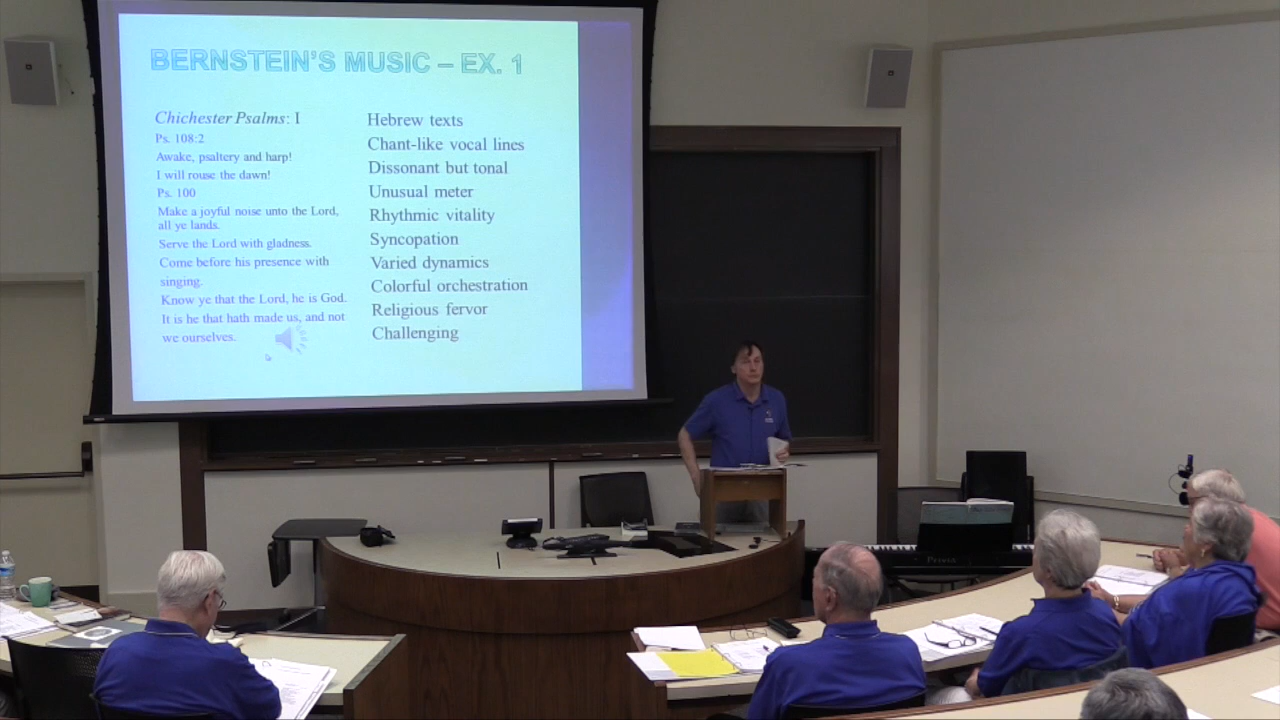 BERNSTEIN'S MUSIC – EX. 1
Chichester Psalms: I
Ps. 108:2
Awake, psaltery and harp!
I will rouse the dawn!
Ps. 100
Make a joyful noise unto the Lord,
all ye lands.
Serve the Lord with gladness.
Come before his presence with
singing.
Know ye that the Lord, he is God.
It is he that hath made us, and not
we ourselves.
Hebrew texts
Chant-like vocal lines
Dissonant but tonal
Unusual meter
Rhythmic vitality
Syncopation
Varied dynamics
Colorful orchestration
Religious fervor
Challenging